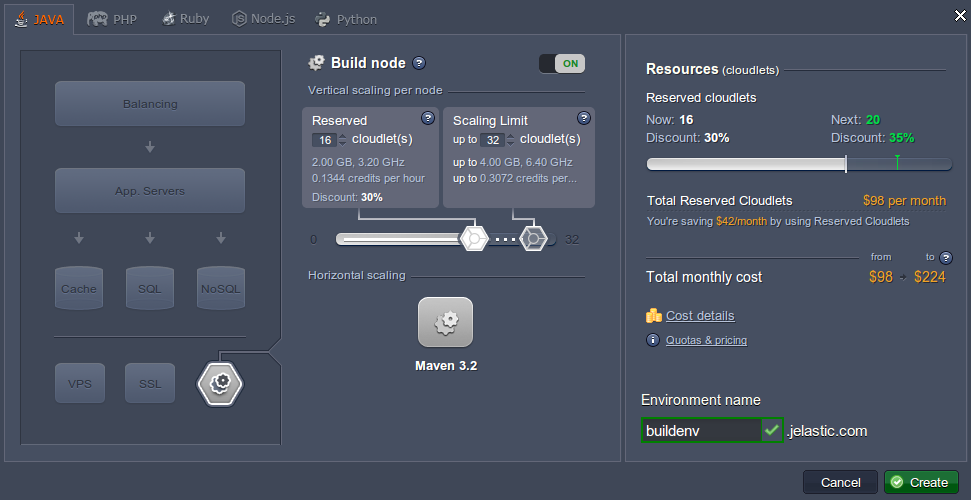 JAVA PHP Ruby Node.js Python
Balancing
App. Servers
Cache SQL NoSQL
VPS SSL
Build node ? ON
Vertical scaling per node
Reserved ?
16 cloudlet(s)
2.00 GB, 3.20 GHz
0.1344 credits per hour
Discount: 30%
Scaling Limit ?
up to 32 cloudlet(s)
up to 4.00 GB, 6.40 GHz
up to 0.3072 credits per...
0 32
Horizontal scaling
Maven 3.2
Resources (cloudlets)
Reserved cloudlets
Now: 16 Next: 20
Discount: 30% Discount: 35%
Total Reserved Cloudlets $98 per month
You're saving $42/month by using Reserved Cloudlets
from to ?
Total monthly cost $98 $224
Cost details
Quotas & pricing
Environment name
buildenv .jelastic.com
Cancel Create